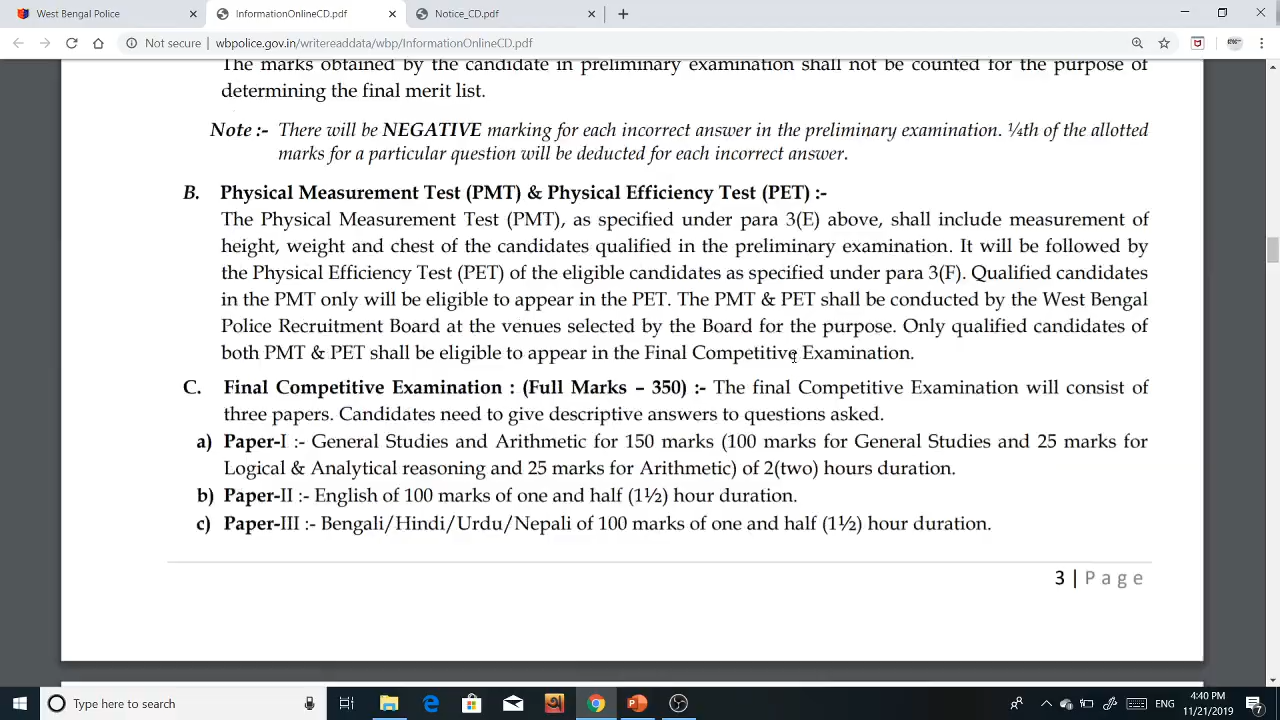 West Bengal Police
InformationOnlineCD.pdf
Notice_CD.pdf
Not secure | wbpolice.gov.in/writereaddata/wbp/InformationOnlineCD.pdf
The marks obtained by the candidate in preliminary examination shall not be counted for the purpose of
determining the final merit list.
Note :- There will be NEGATIVE marking for each incorrect answer in the preliminary examination. ¼th of the allotted
marks for a particular question will be deducted for each incorrect answer.
B. Physical Measurement Test (PMT) & Physical Efficiency Test (PET) :-
The Physical Measurement Test (PMT), as specified under para 3(E) above, shall include measurement of
height, weight and chest of the candidates qualified in the preliminary examination. It will be followed by
the Physical Efficiency Test (PET) of the eligible candidates as specified under para 3(F). Qualified candidates
in the PMT only will be eligible to appear in the PET. The PMT & PET shall be conducted by the West Bengal
Police Recruitment Board at the venues selected by the Board for the purpose. Only qualified candidates of
both PMT & PET shall be eligible to appear in the Final Competitive Examination.
C. Final Competitive Examination : (Full Marks – 350) :- The final Competitive Examination will consist of
three papers. Candidates need to give descriptive answers to questions asked.
a) Paper-I :- General Studies and Arithmetic for 150 marks (100 marks for General Studies and 25 marks for
Logical & Analytical reasoning and 25 marks for Arithmetic) of 2(two) hours duration.
b) Paper-II :- English of 100 marks of one and half (1½) hour duration.
c) Paper-III :- Bengali/Hindi/Urdu/Nepali of 100 marks of one and half (1½) hour duration.
3 | Page
Type here to search
ENG
4:40 PM
11/21/2019
7